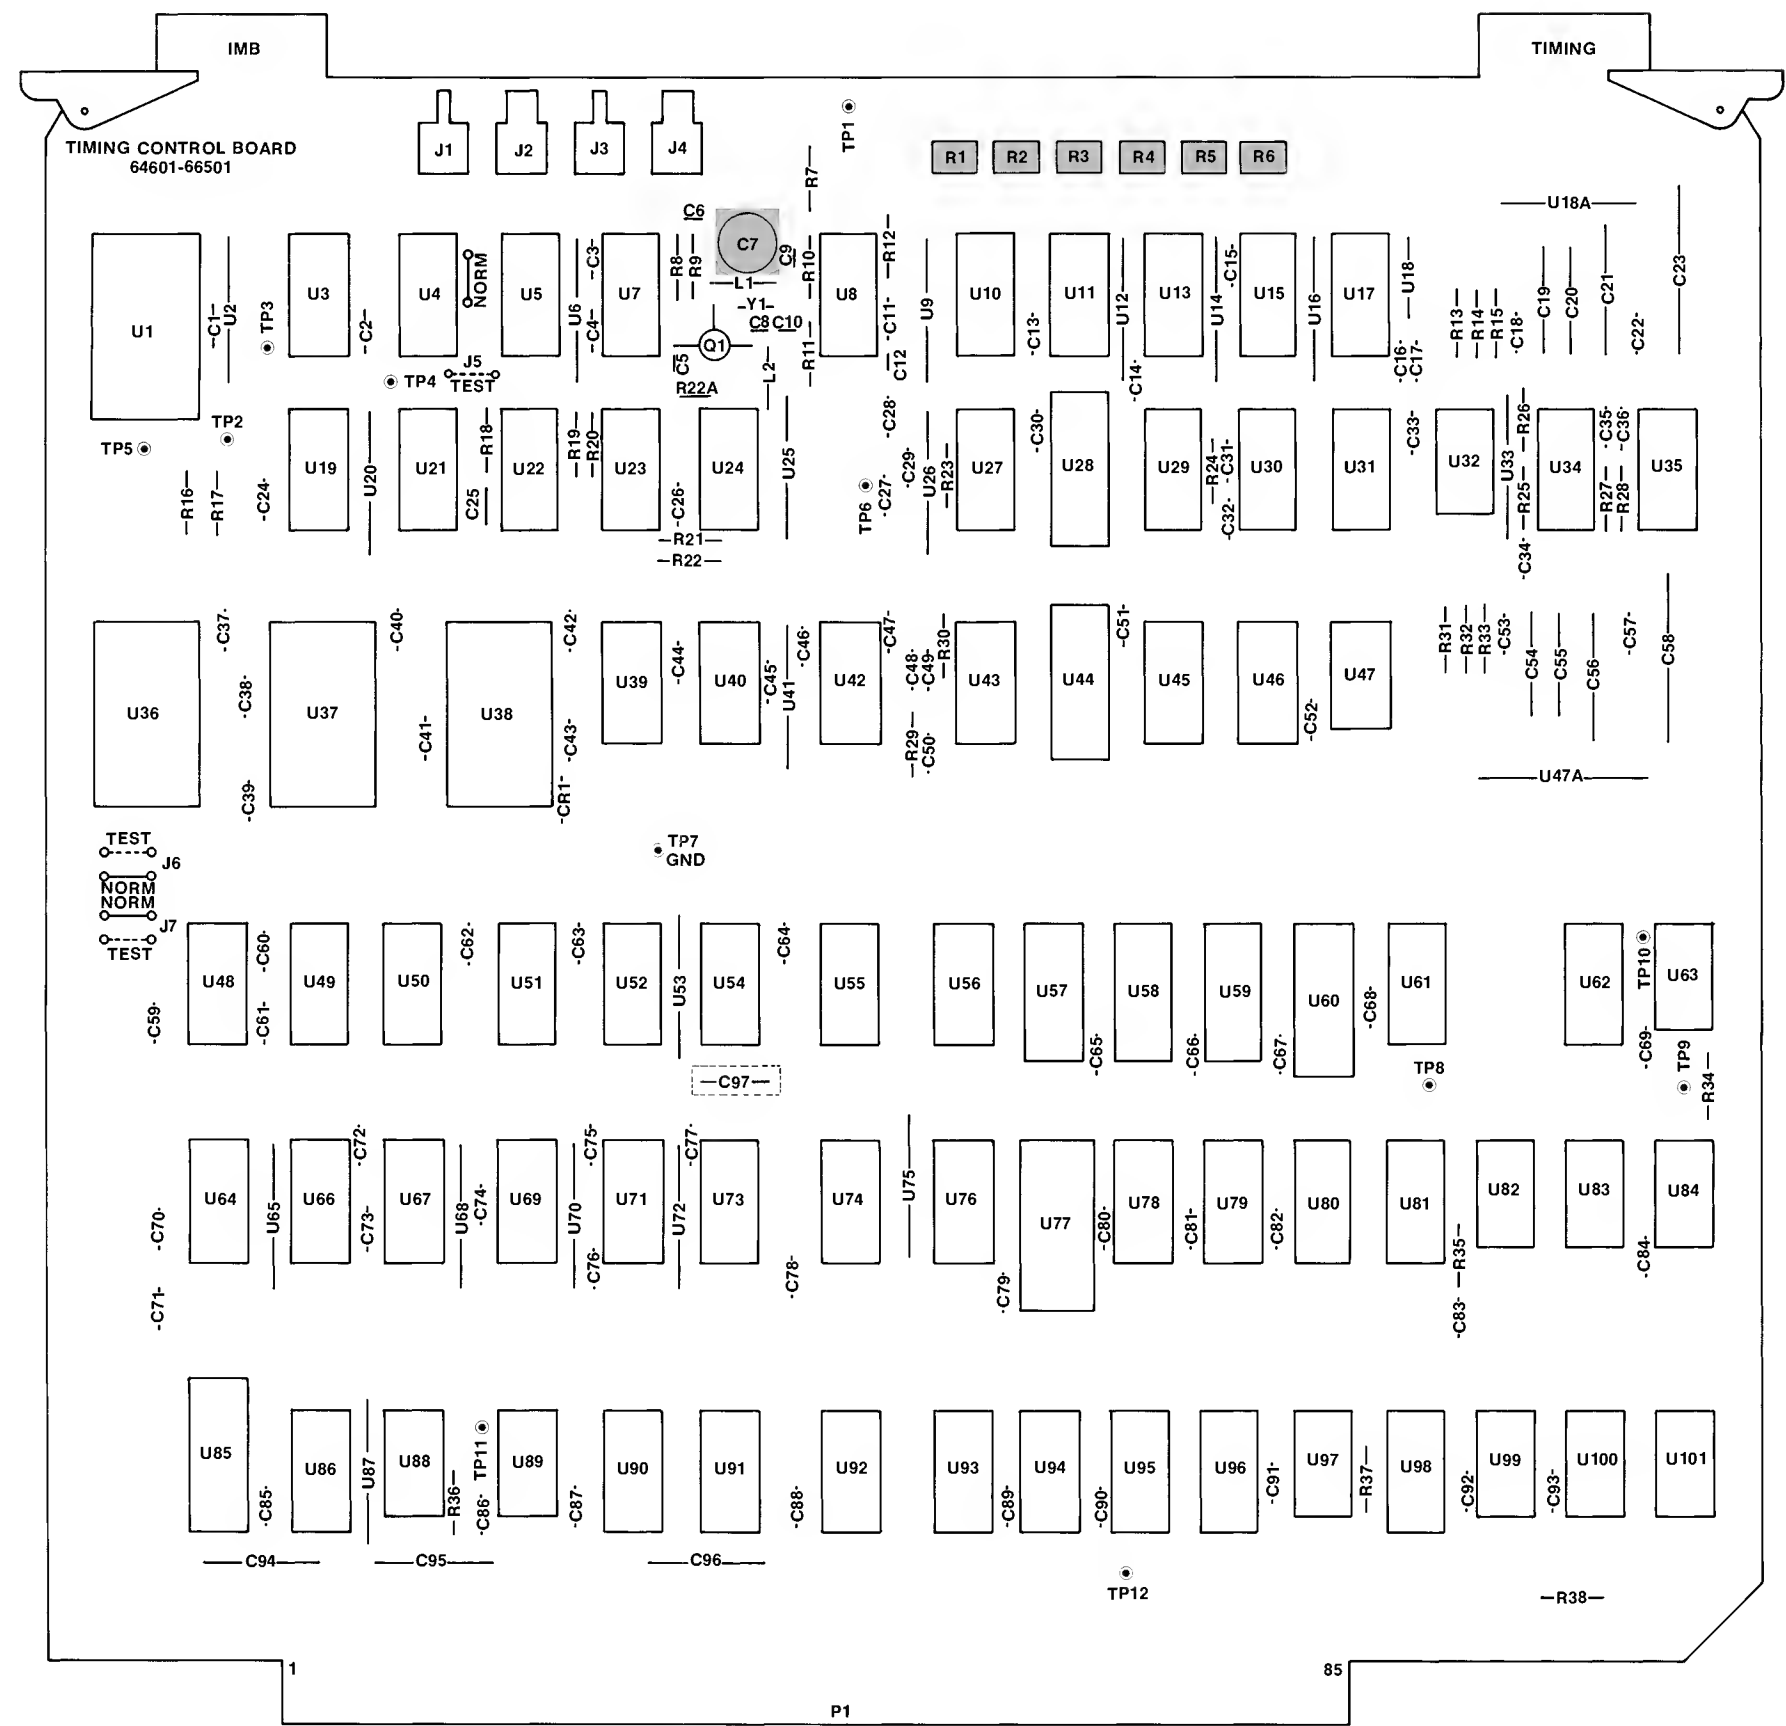 IMB
TIMING
TIMING CONTROL BOARD
64601-66501
J1
J2
J3
J4
TP1
R1
R2
R3
R4
R5
R6
R7
U18A
C6
C7
C9
R8
R9
R10
R12
L1
Y1
C8
C10
Q1
C5
R22A
L2
R11
U1
C1
U2
TP3
U3
C2
U4
NORM
U5
U6
C3
C4
U7
U8
C11
C12
U9
U10
C13
U11
U12
C14
U13
U14
C15
U15
U16
U17
C16
C17
U18
R13
R14
R15
C18
C19
C20
C21
C22
C23
J5
TEST
TP4
TP2
TP5
R16
R17
C24
U19
U20
U21
R18
C25
U22
R19
R20
U23
C26
U24
U25
R21
R22
TP6
C27
C28
C29
U26
R23
U27
C30
U28
U29
R24
C31
C32
U30
U31
C33
U32
U33
R26
R25
C34
U34
C35
C36
R27
R28
U35
U36
C37
C38
C39
U37
C40
C41
U38
C42
C43
CR1
U39
C44
U40
C45
U41
C46
U42
C47
C48
C49
R30
R29
C50
U43
U44
C51
U45
U46
C52
U47
R31
R32
R33
C53
C54
C55
C56
C57
C58
U47A
TEST
J6
NORM
NORM
J7
TEST
TP7
GND
C59
U48
C60
C61
U49
U50
C62
U51
C63
U52
U53
U54
C64
U55
U56
U57
C65
U58
C66
U59
C67
U60
C68
U61
TP8
U62
TP10
C69
U63
TP9
R34
C97
C70
C71
U64
U65
U66
C72
C73
U67
U68
C74
U69
U70
C75
C76
U71
U72
C77
U73
C78
U74
U75
U76
C79
U77
C80
U78
C81
U79
C82
U80
U81
R35
C83
U82
U83
C84
U84
U85
C85
U86
U87
U88
R36
TP11
C86
U89
C87
U90
U91
C88
U92
U93
C89
U94
C90
U95
U96
C91
U97
R37
U98
C92
U99
C93
U100
U101
C94
C95
C96
TP12
R38
1
85
P1